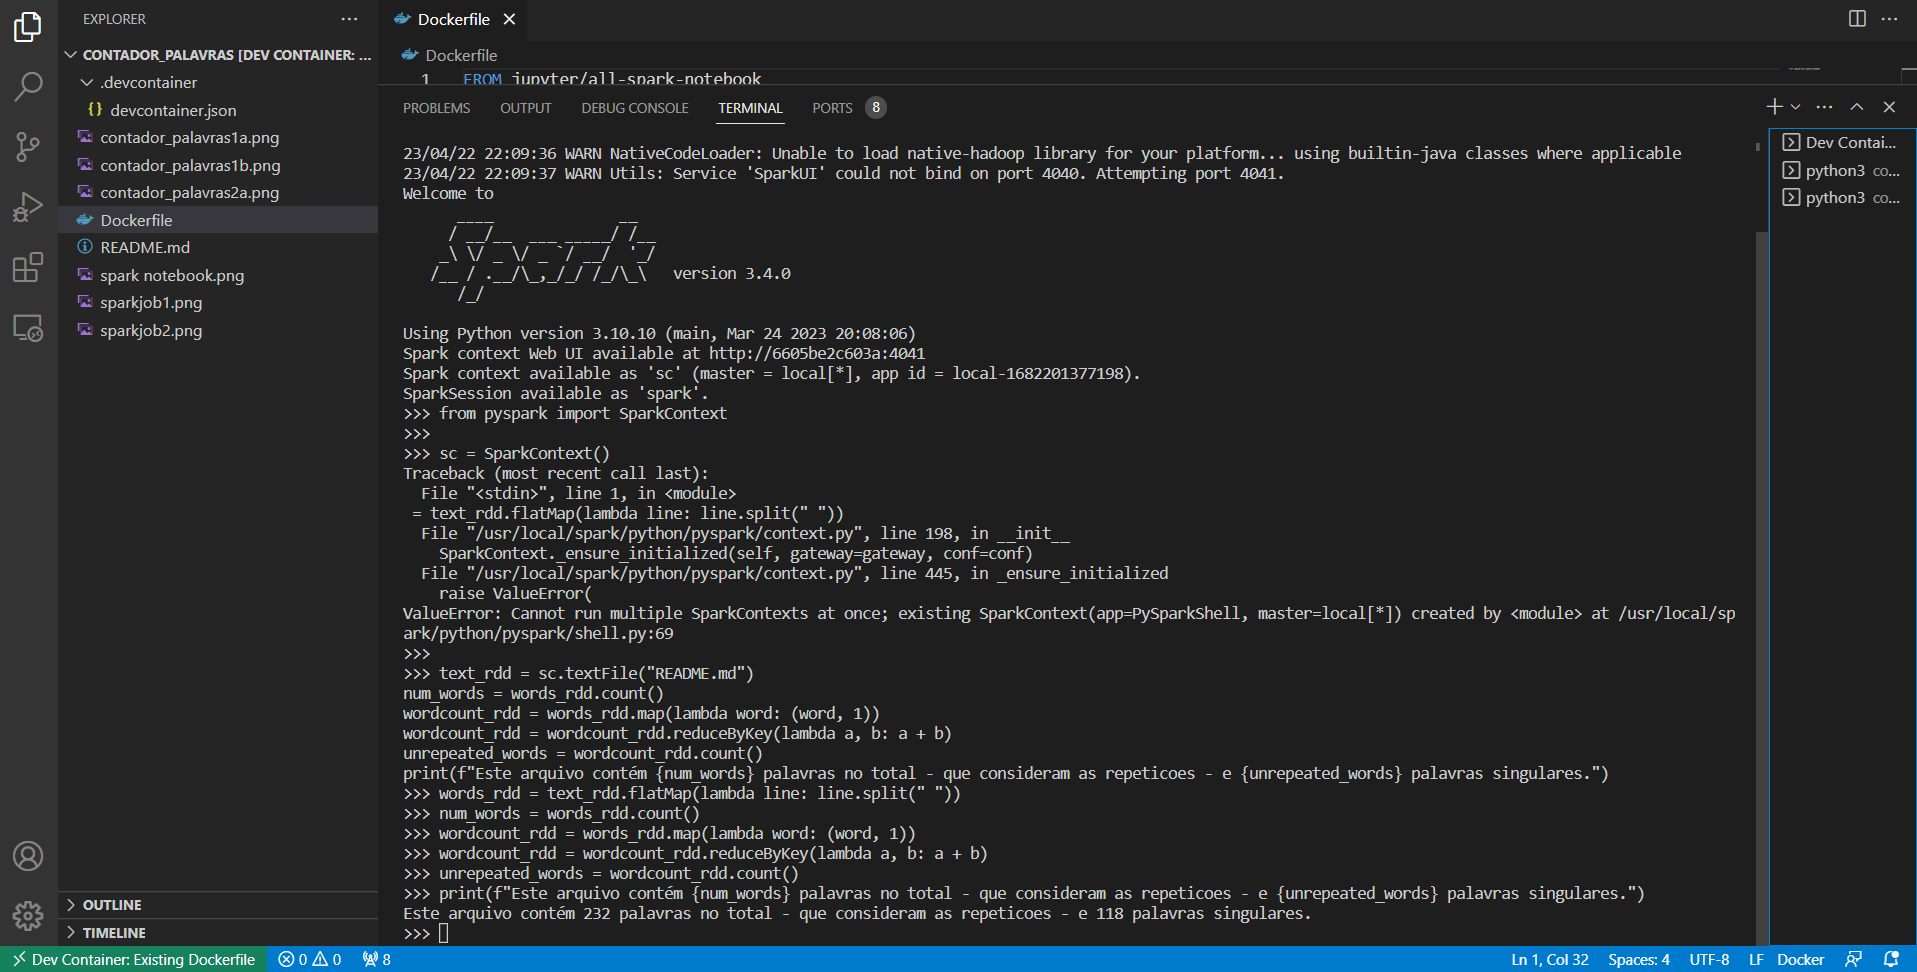 EXPLORER
CONTADOR_PALAVRAS [DEV CONTAINER: ...
.devcontainer
{} devcontainer.json
contador_palavras1a.png
contador_palavras1b.png
contador_palavras2a.png
Dockerfile
README.md
spark notebook.png
sparkjob1.png
sparkjob2.png
OUTLINE
TIMELINE
Dockerfile
Dockerfile
1 FROM jupyter/all-spark-notebook
PROBLEMS OUTPUT DEBUG CONSOLE TERMINAL PORTS 8
23/04/22 22:09:36 WARN NativeCodeLoader: Unable to load native-hadoop library for your platform... using builtin-java classes where applicable
23/04/22 22:09:37 WARN Utils: Service 'SparkUI' could not bind on port 4040. Attempting port 4041.
Welcome to
      ____              __
     / __/__  ___ _____/ /__
    _\ \/ _ \/ _ `/ __/  '_/
   /__ / .__/\_,_/_/ /_/\_\   version 3.4.0
      /_/
Using Python version 3.10.10 (main, Mar 24 2023 20:08:06)
Spark context Web UI available at http://6605be2c603a:4041
Spark context available as 'sc' (master = local[*], app id = local-1682201377198).
SparkSession available as 'spark'.
>>> from pyspark import SparkContext
>>>
>>> sc = SparkContext()
Traceback (most recent call last):
  File "<stdin>", line 1, in <module>
 = text_rdd.flatMap(lambda line: line.split(" "))
  File "/usr/local/spark/python/pyspark/context.py", line 198, in __init__
    SparkContext._ensure_initialized(self, gateway=gateway, conf=conf)
  File "/usr/local/spark/python/pyspark/context.py", line 445, in _ensure_initialized
    raise ValueError(
ValueError: Cannot run multiple SparkContexts at once; existing SparkContext(app=PySparkShell, master=local[*]) created by <module> at /usr/local/sp
ark/python/pyspark/shell.py:69
>>>
>>> text_rdd = sc.textFile("README.md")
num_words = words_rdd.count()
wordcount_rdd = words_rdd.map(lambda word: (word, 1))
wordcount_rdd = wordcount_rdd.reduceByKey(lambda a, b: a + b)
unrepeated_words = wordcount_rdd.count()
print(f"Este arquivo contém {num_words} palavras no total - que consideram as repeticoes - e {unrepeated_words} palavras singulares.")
>>> words_rdd = text_rdd.flatMap(lambda line: line.split(" "))
>>> num_words = words_rdd.count()
>>> wordcount_rdd = words_rdd.map(lambda word: (word, 1))
>>> wordcount_rdd = wordcount_rdd.reduceByKey(lambda a, b: a + b)
>>> unrepeated_words = wordcount_rdd.count()
>>> print(f"Este arquivo contém {num_words} palavras no total - que consideram as repeticoes - e {unrepeated_words} palavras singulares.")
Este arquivo contém 232 palavras no total - que consideram as repeticoes - e 118 palavras singulares.
>>>
Dev Contai...
python3 co...
python3 co...
Dev Container: Existing Dockerfile 0 0 8 Ln 1, Col 32 Spaces: 4 UTF-8 LF Docker